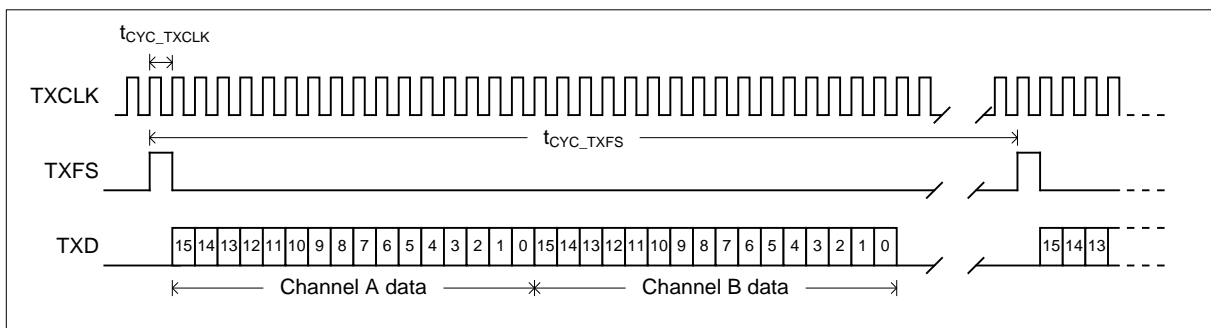 tCYC_TXCLK
TXCLK
tCYC_TXFS
TXFS
TXD 15 14 13 12 11 10 9 8 7 6 5 4 3 2 1 0 15 14 13 12 11 10 9 8 7 6 5 4 3 2 1 0 15 14 13
Channel A data Channel B data